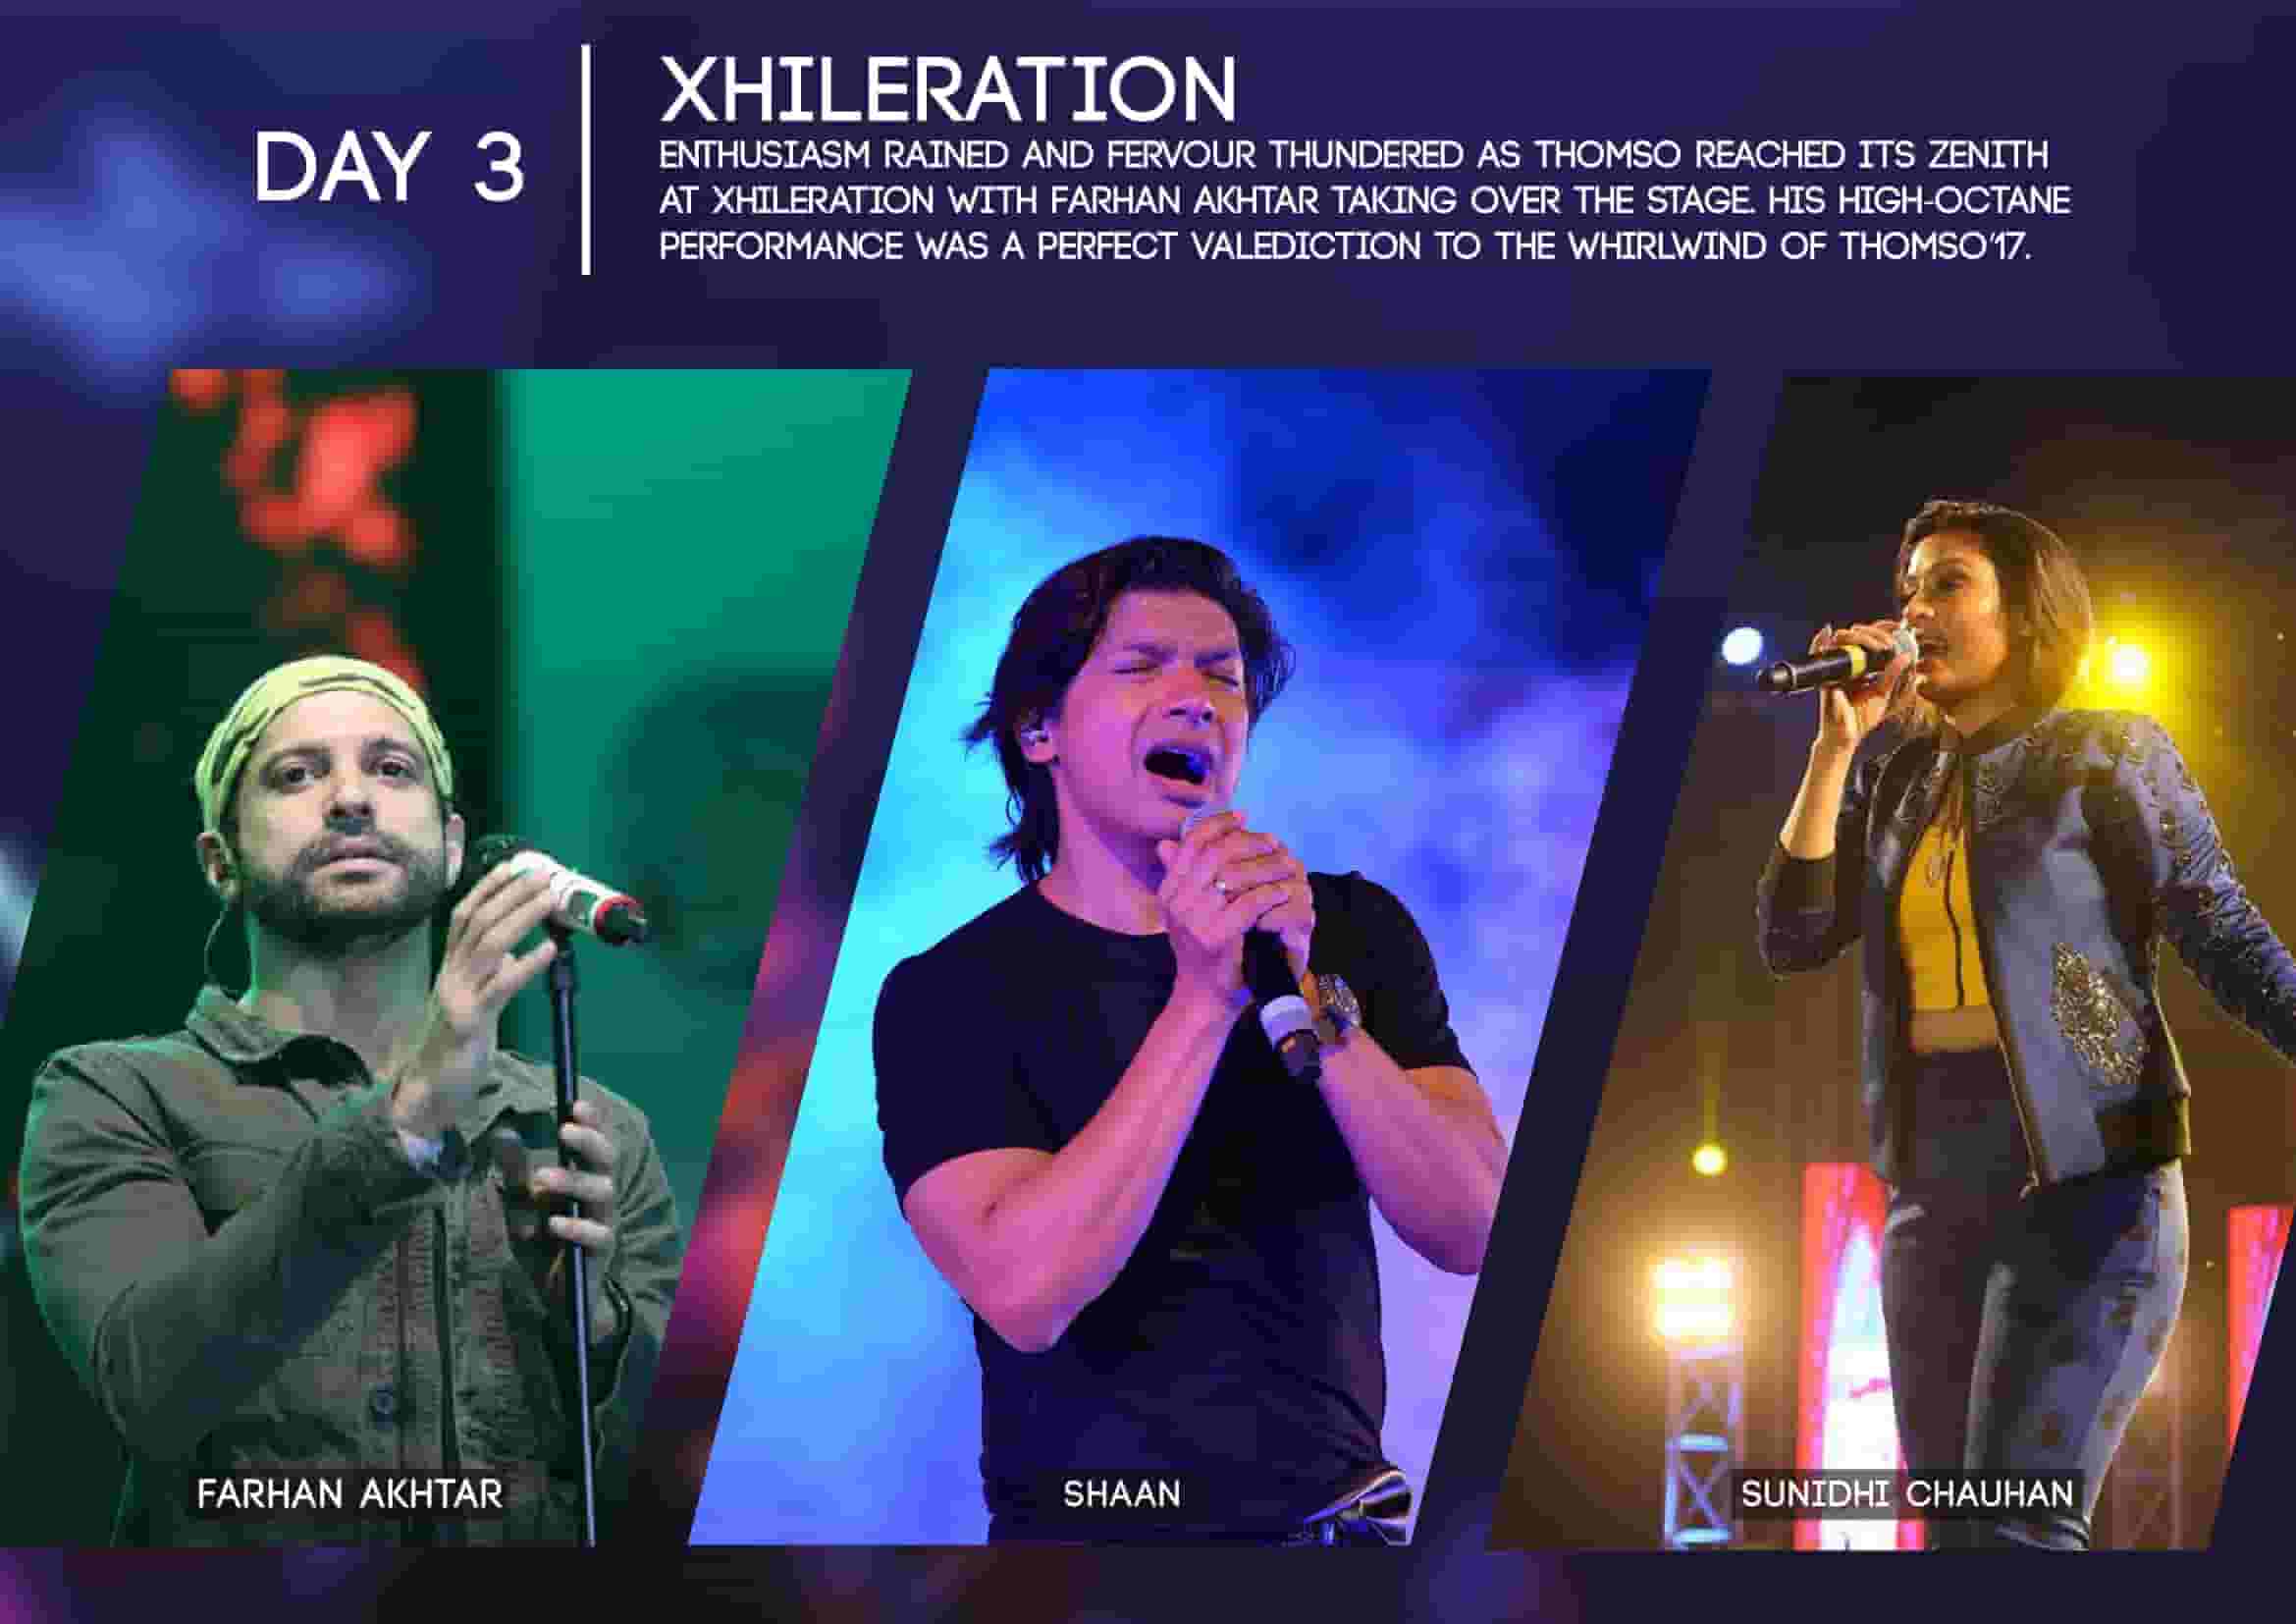 DAY 3
XHILERATION
ENTHUSIASM RAINED AND FERVOUR THUNDERED AS THOMSO REACHED ITS ZENITH
AT XHILERATION WITH FARHAN AKHTAR TAKING OVER THE STAGE. HIS HIGH-OCTANE
PERFORMANCE WAS A PERFECT VALEDICTION TO THE WHIRLWIND OF THOMSO'17.
FARHAN AKHTAR
SHAAN
SUNIDHI CHAUHAN